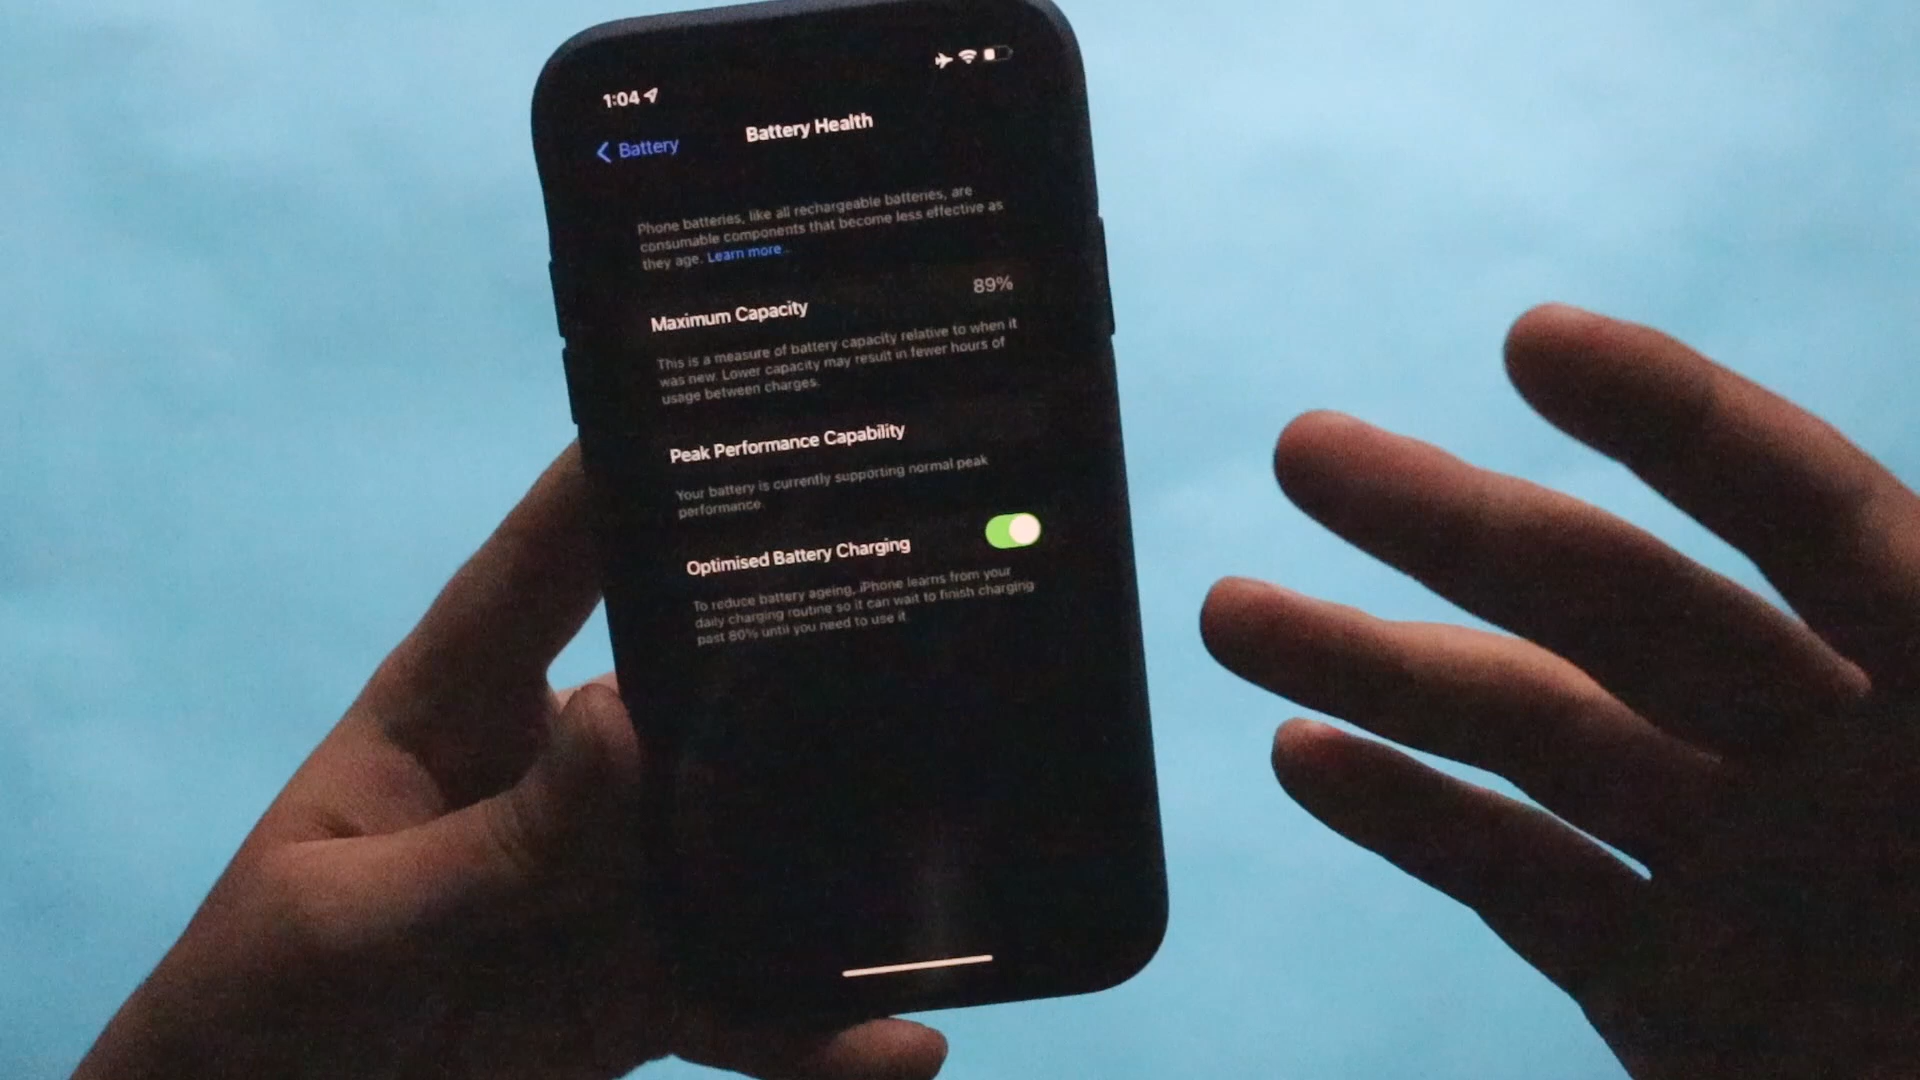 1:04
Battery
Battery Health
Phone batteries, like all rechargeable batteries, are
consumable components that become less effective as
they age. Learn more...
Maximum Capacity
89%
This is a measure of battery capacity relative to when it
was new. Lower capacity may result in fewer hours of
usage between charges.
Peak Performance Capability
Your battery is currently supporting normal peak
performance.
Optimised Battery Charging
To reduce battery ageing, iPhone learns from your
daily charging routine so it can wait to finish charging
past 80% until you need to use it.